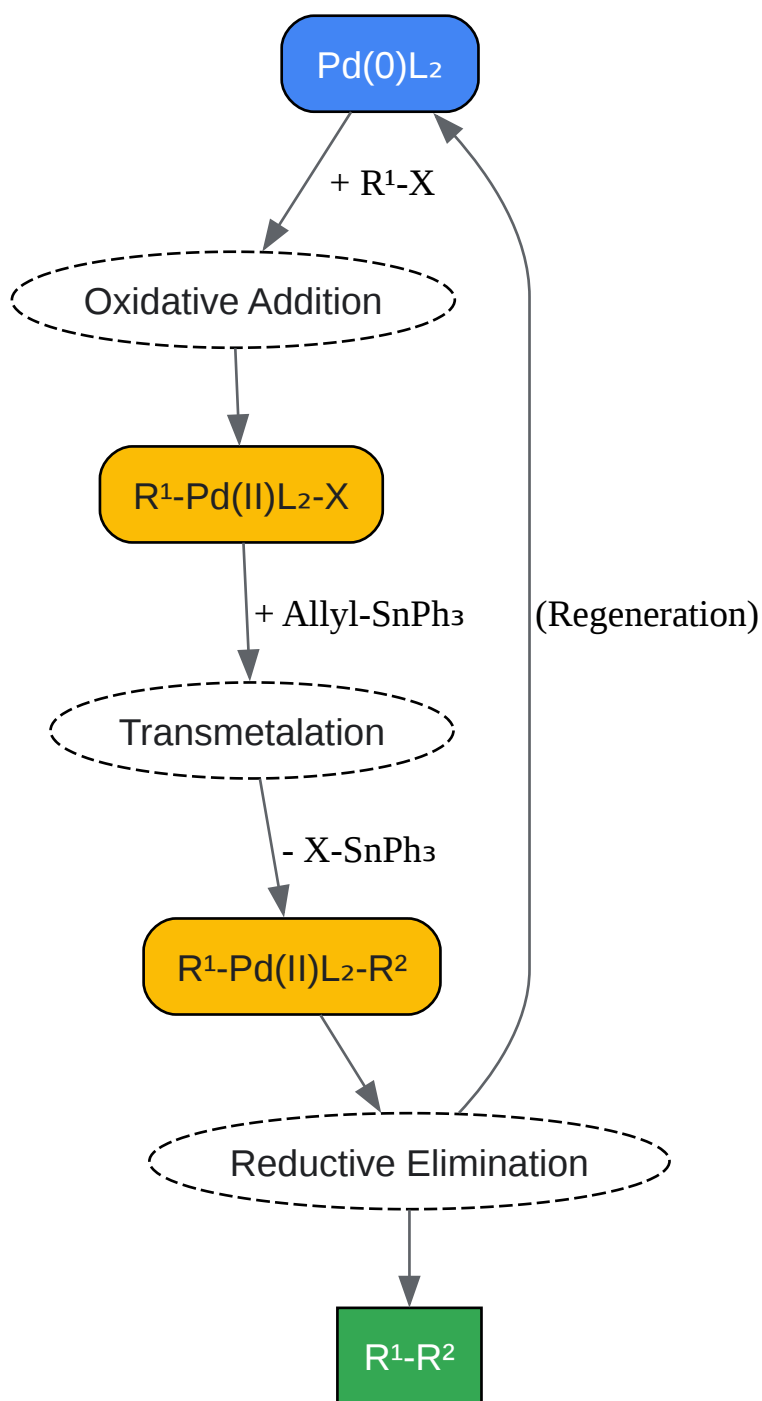 Pd(0)L₂
+ R¹-X
Oxidative Addition
R¹-Pd(II)L₂-X
+ Allyl-SnPh₃
(Regeneration)
Transmetalation
- X-SnPh₃
R¹-Pd(II)L₂-R²
Reductive Elimination
R¹-R²